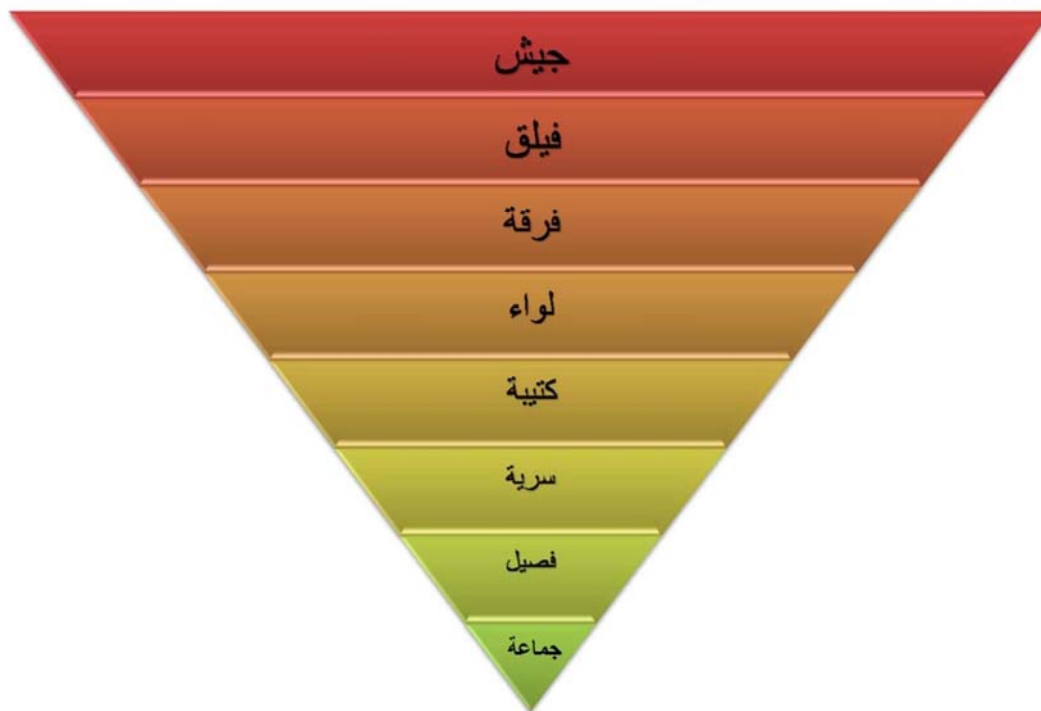 جيش
فيلق
فرقة
لواء
كتيبة
سرية
فصيل
جماعة